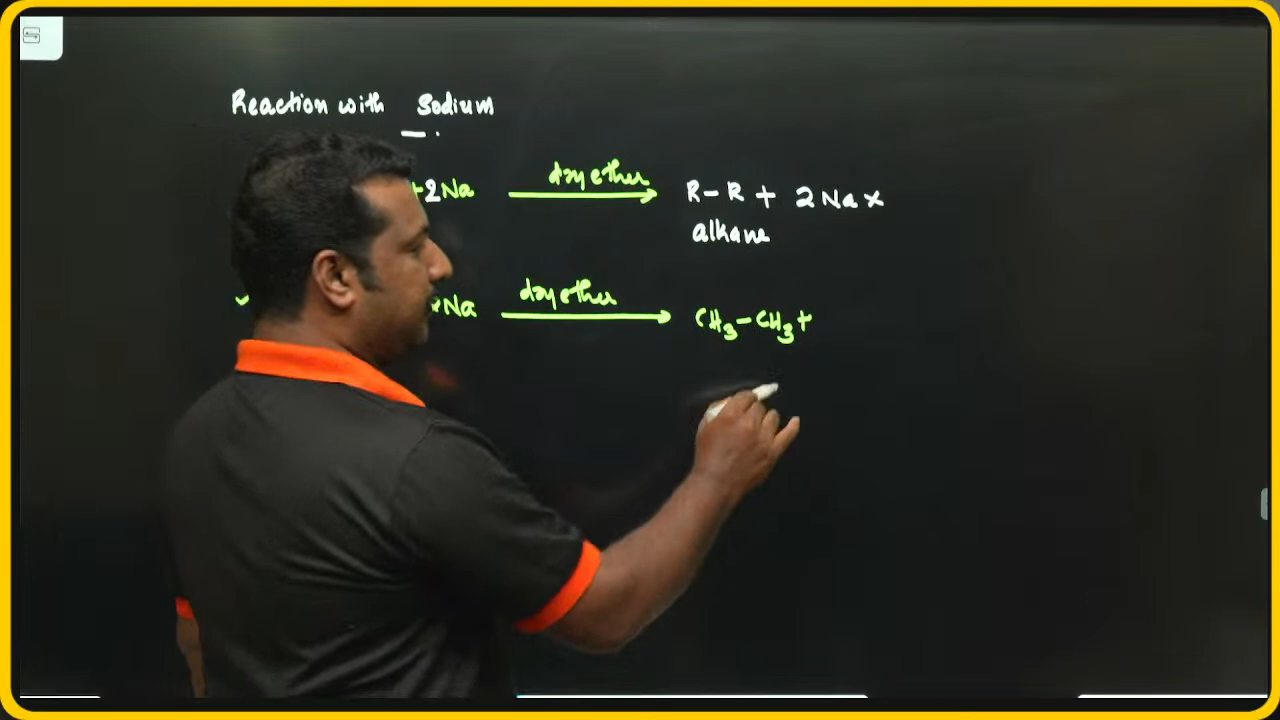 Reaction with Sodium
+2Na dry ether R-R + 2NaX
alkane
Na dry ether CH3-CH3+